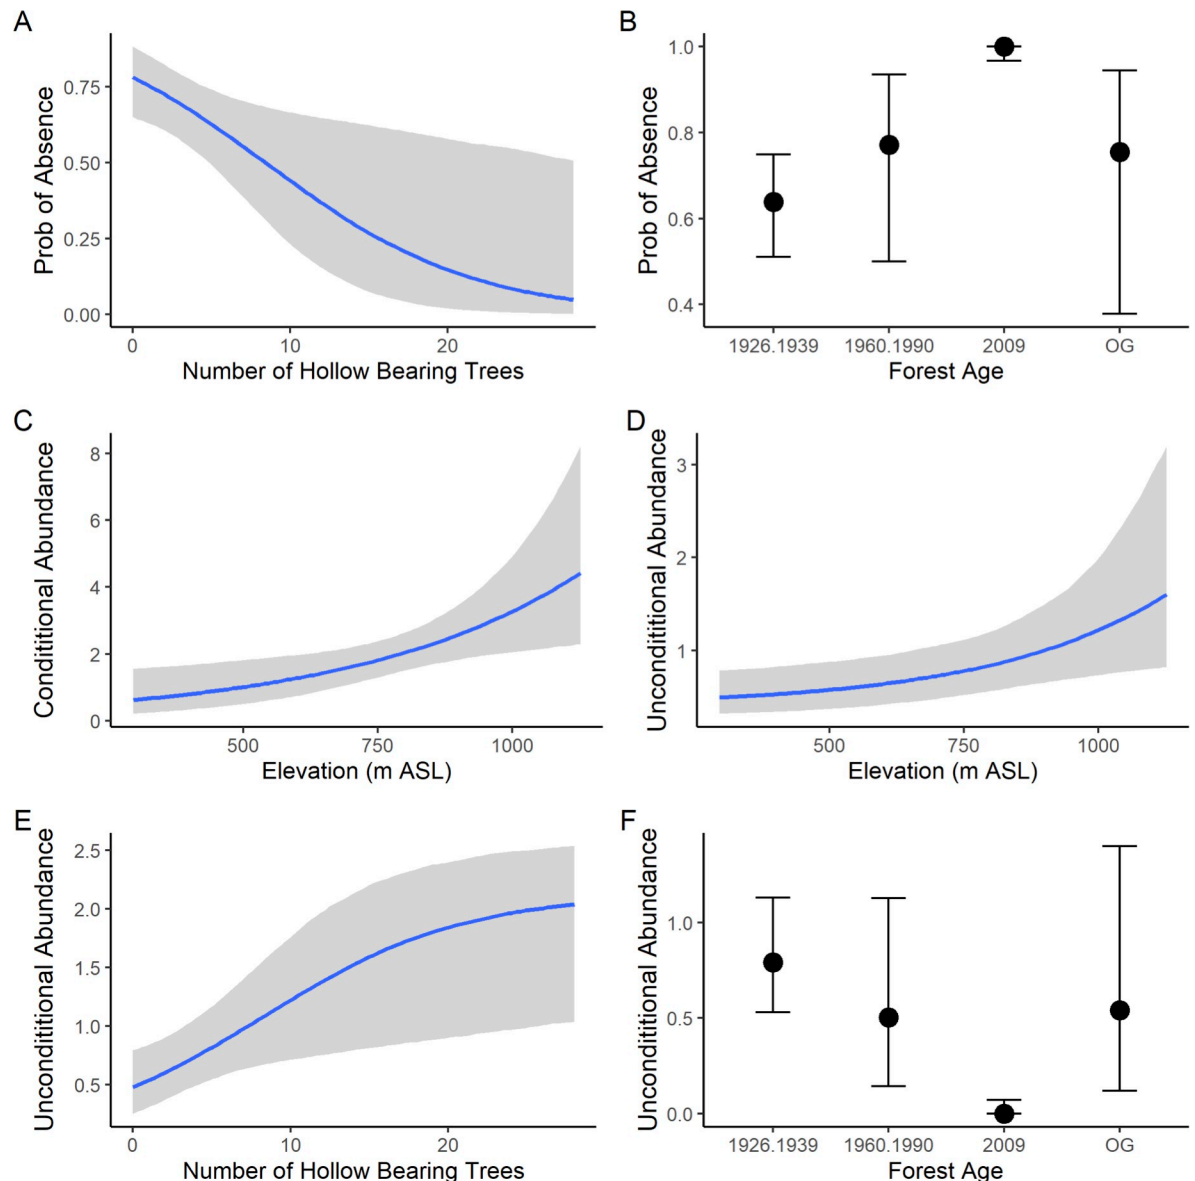 A
Prob of Absence
0.75
0.50
0.25
0.00
0 10 20
Number of Hollow Bearing Trees
B
Prob of Absence
1.0
0.8
0.6
0.4
1926.1939 1960.1990 2009 OG
Forest Age
C
Condititional Abundance
8
6
4
2
0
500 750 1000
Elevation (m ASL)
D
Uncondititional Abundance
3
2
1
500 750 1000
Elevation (m ASL)
E
Uncondititional Abundance
2.5
2.0
1.5
1.0
0.5
0 10 20
Number of Hollow Bearing Trees
F
Uncondititional Abundance
1.0
0.5
0.0
1926.1939 1960.1990 2009 OG
Forest Age